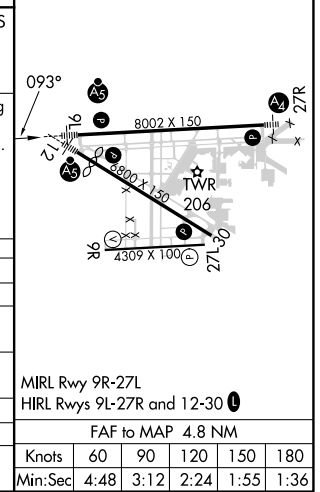 S
g
.
093°
A5
P
A4
27R
9L
8002 X 150
P
12
A5
P
6800 X 150
TWR
206
P
30
V
P
9R
4309 X 100
27L
MIRL Rwy 9R-27L
HIRL Rwys 9L-27R and 12-30 L
FAF to MAP 4.8 NM
Knots 60 90 120 150 180
Min:Sec 4:48 3:12 2:24 1:55 1:36